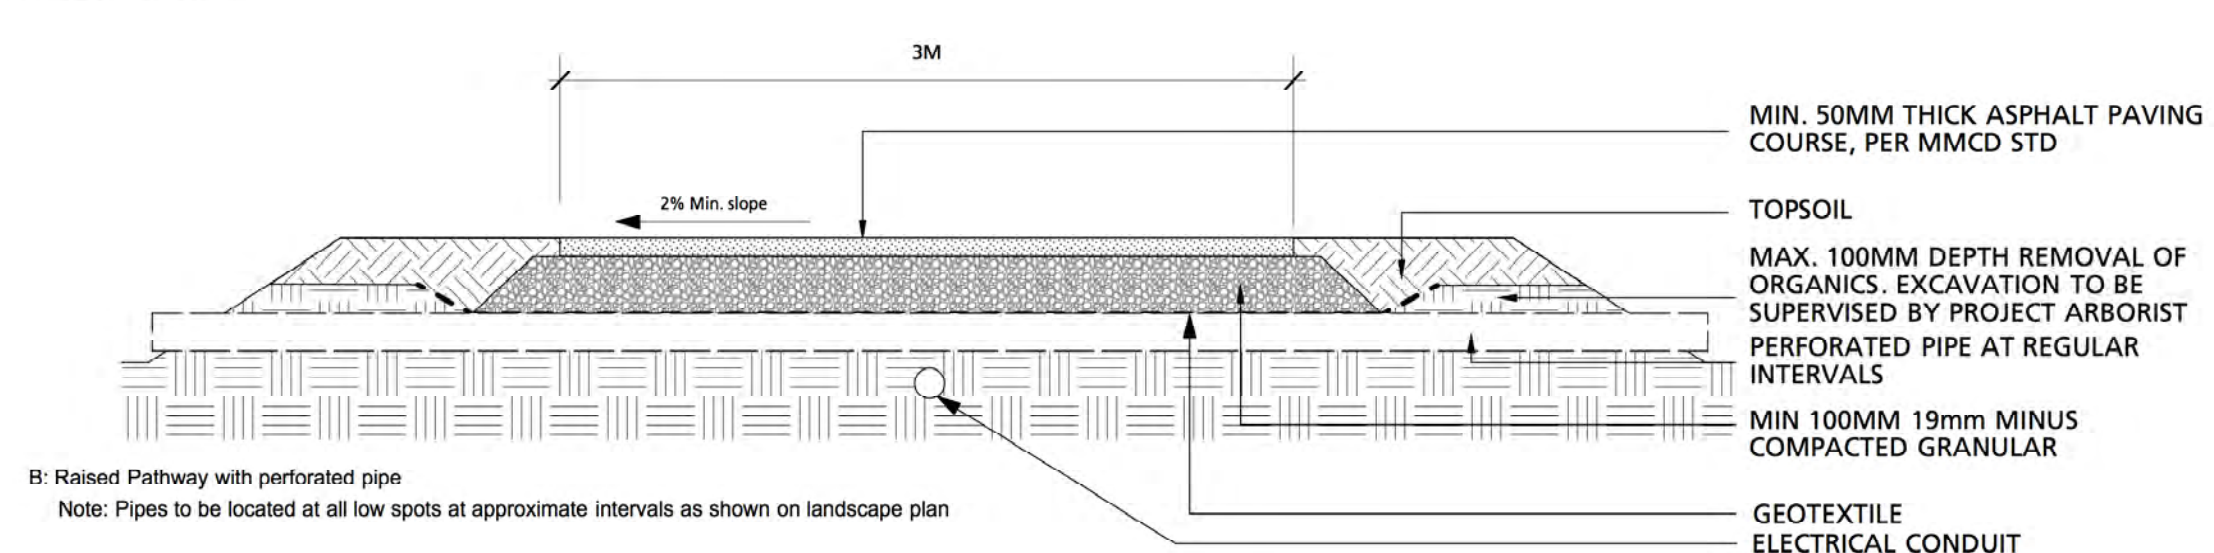 3M
MIN. 50MM THICK ASPHALT PAVING
COURSE, PER MMCD STD
2% Min. slope
TOPSOIL
MAX. 100MM DEPTH REMOVAL OF
ORGANICS. EXCAVATION TO BE
SUPERVISED BY PROJECT ARBORIST
PERFORATED PIPE AT REGULAR
INTERVALS
MIN 100MM 19mm MINUS
COMPACTED GRANULAR
B: Raised Pathway with perforated pipe
Note: Pipes to be located at all low spots at approximate intervals as shown on landscape plan
GEOTEXTILE
ELECTRICAL CONDUIT